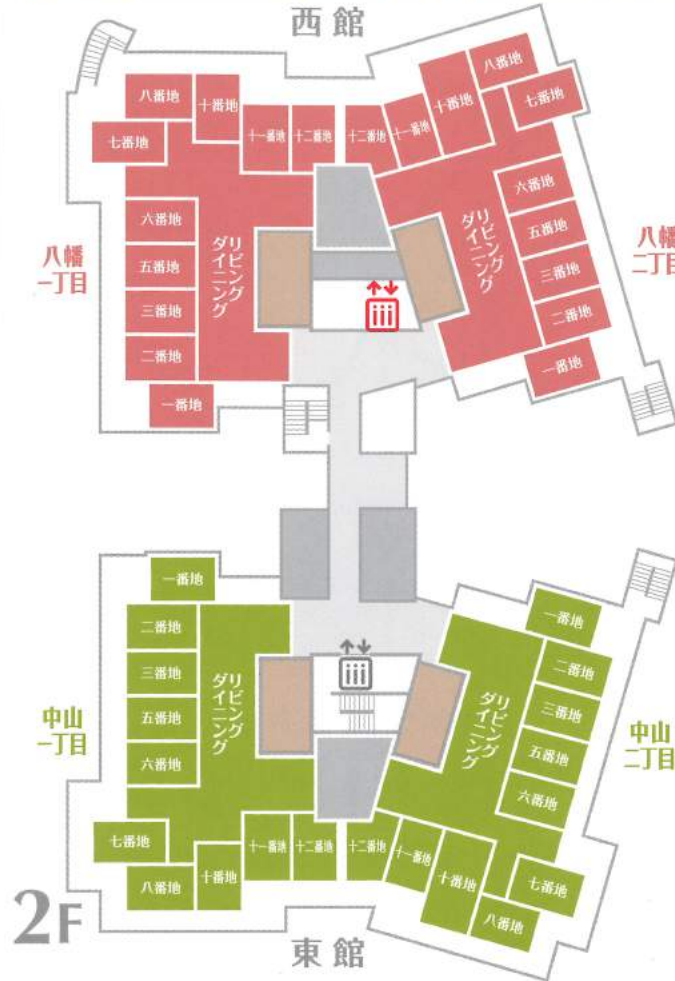 西館
八番地
十番地
十一番地
十二番地
七番地
六番地
五番地
三番地
二番地
一番地
リビング
ダイニング
八幡
一丁目
十二番地
十一番地
十番地
八番地
七番地
六番地
五番地
三番地
二番地
一番地
リビング
ダイニング
八幡
二丁目
一番地
二番地
三番地
五番地
六番地
七番地
八番地
十番地
十一番地
十二番地
リビング
ダイニング
中山
一丁目
一番地
二番地
三番地
五番地
六番地
七番地
八番地
十番地
十一番地
十二番地
リビング
ダイニング
中山
二丁目
2F
東館